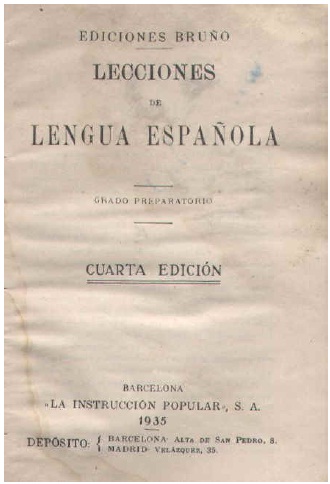 EDICIONES BRUÑO
LECCIONES
DE
LENGUA ESPAÑOLA
GRADO PREPARATORIO
CUARTA EDICIÓN
BARCELONA
«LA INSTRUCCIÓN POPULAR», S. A.
1935
DEPÓSITO: { BARCELONA: ALTA DE SAN PEDRO, 8.
MADRID: VELÁZQUEZ, 35.